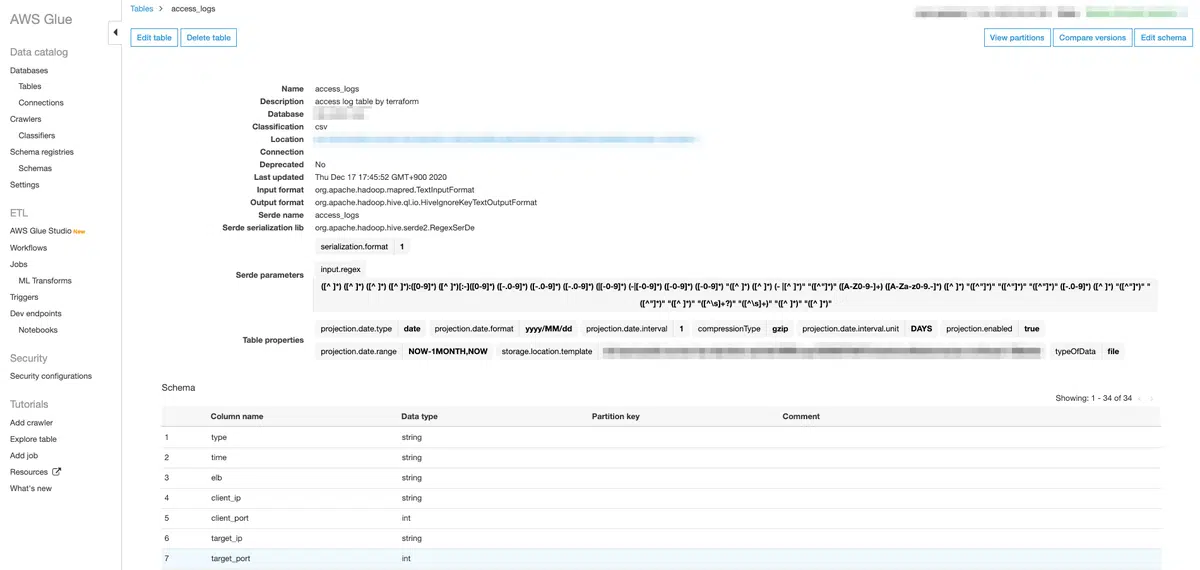 AWS Glue
Data catalog
Databases
Tables
Connections
Crawlers
Classifiers
Schema registries
Schemas
Settings
ETL
AWS Glue Studio New
Workflows
Jobs
ML Transforms
Triggers
Dev endpoints
Notebooks
Security
Security configurations
Tutorials
Add crawler
Explore table
Add job
Resources
What's new
Tables > access_logs
Edit table Delete table View partitions Compare versions Edit schema
Name access_logs
Description access log table by terraform
Database
Classification csv
Location
Connection
Deprecated No
Last updated Thu Dec 17 17:45:52 GMT+900 2020
Input format org.apache.hadoop.mapred.TextInputFormat
Output format org.apache.hadoop.hive.ql.io.HiveIgnoreKeyTextOutputFormat
Serde name access_logs
Serde serialization lib org.apache.hadoop.hive.serde2.RegexSerDe
serialization.format 1
Serde parameters
input.regex
([^ ]*) ([^ ]*) ([^ ]*) ([^ ]*):([0-9]*) ([^ ]*)[:-]([0-9]*) ([-.0-9]*) ([-.0-9]*) ([-.0-9]*) (|[-0-9]*) (-|[-0-9]*) ([-0-9]*) ([-0-9]*) "([^ ]*) ([^ ]*) (- |[^ ]*)" "([^"]*)" ([A-Z0-9-]+) ([A-Za-z0-9.-]*) ([^ ]*) "([^"]*)" "([^"]*)" "([^"]*)" ([-.0-9]*) ([^ ]*) "([^"]*)" "
([^"]*)" "([^ ]*)" "([^\s]+?)" "([^\s]+)" "([^ ]*)" "([^ ]*)"
Table properties
projection.date.type date projection.date.format yyyy/MM/dd projection.date.interval 1 compressionType gzip projection.date.interval.unit DAYS projection.enabled true
projection.date.range NOW-1MONTH,NOW storage.location.template typeOfData file
Schema
Showing: 1 - 34 of 34 < >
Column name Data type Partition key Comment
1 type string
2 time string
3 elb string
4 client_ip string
5 client_port int
6 target_ip string
7 target_port int